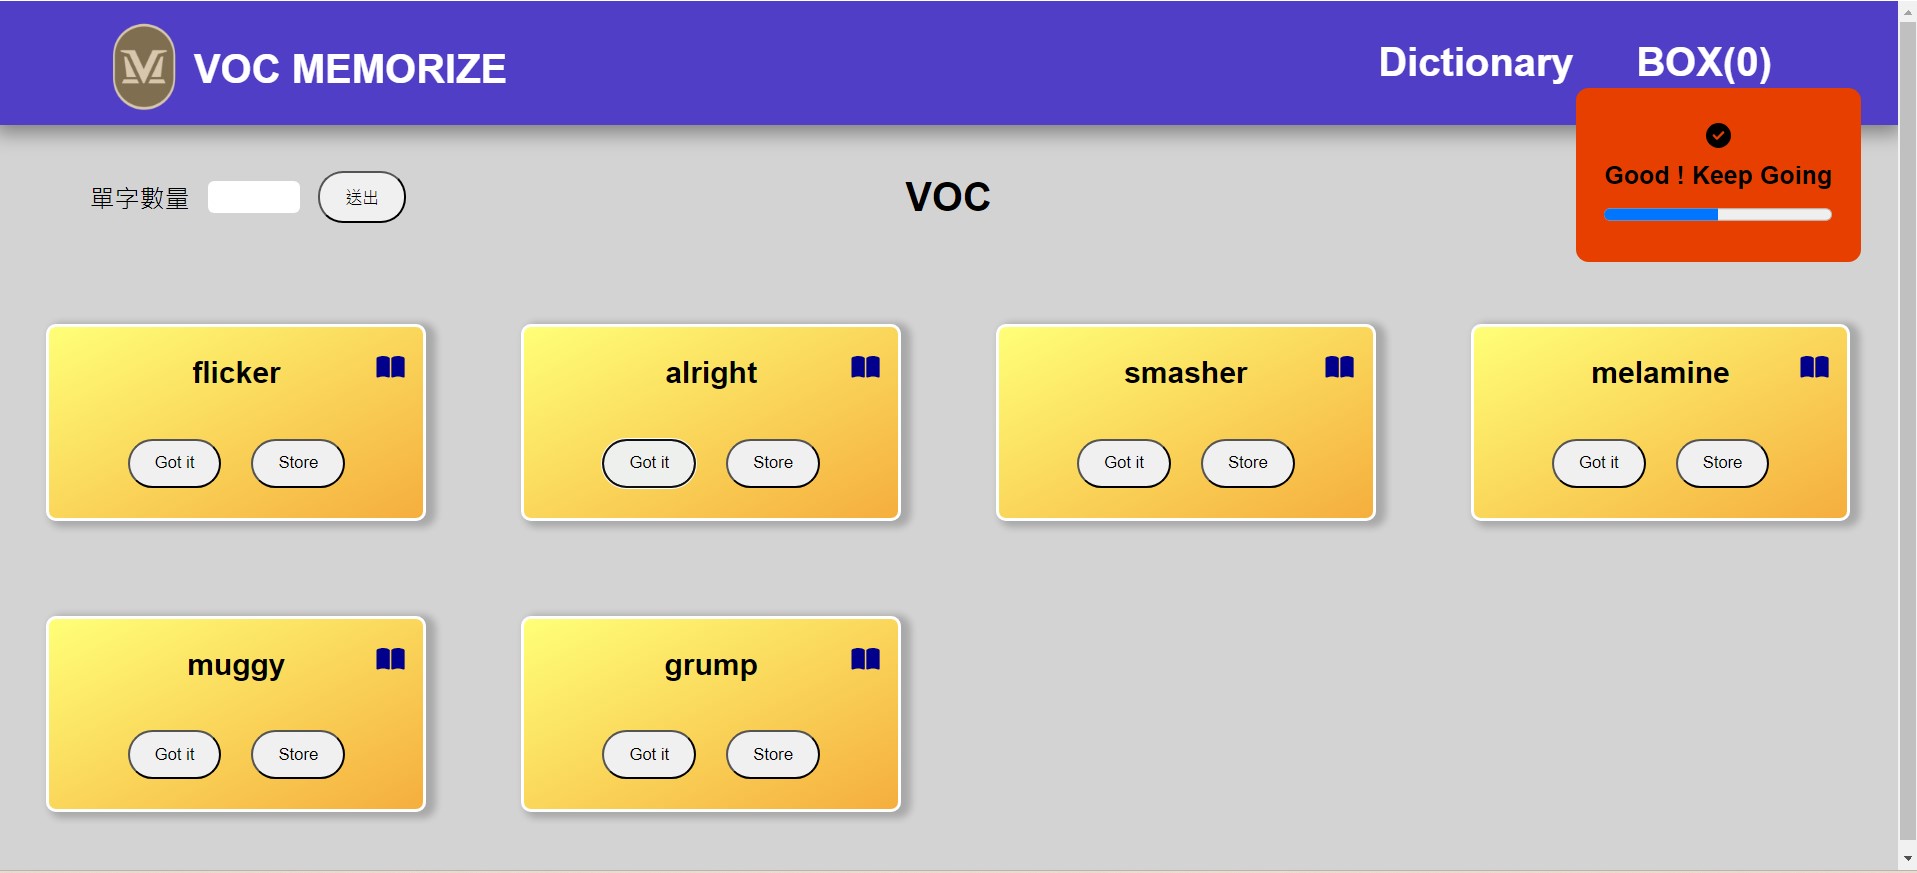 VOC MEMORIZE
Dictionary BOX(0)
Good ! Keep Going
單字數量 送出
VOC
flicker
Got it Store
alright
Got it Store
smasher
Got it Store
melamine
Got it Store
muggy
Got it Store
grump
Got it Store